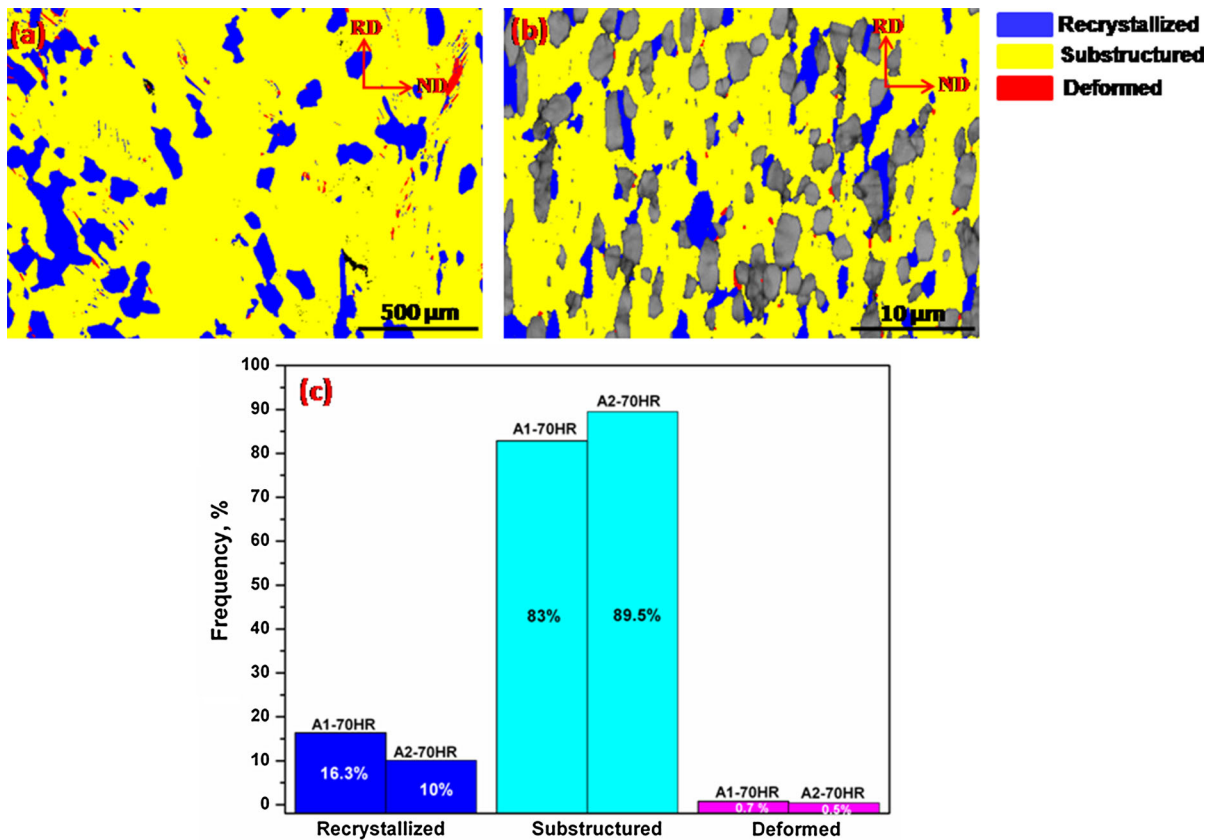 (a)
RD
ND
500 µm
(b)
RD
ND
10 µm
Recrystallized
Substructured
Deformed
(c)
Frequency, %
100
90
80
70
60
50
40
30
20
10
0
A1-70HR
16.3%
A2-70HR
10%
A1-70HR
83%
A2-70HR
89.5%
A1-70HR
0.7 %
A2-70HR
0.5%
Recrystallized
Substructured
Deformed